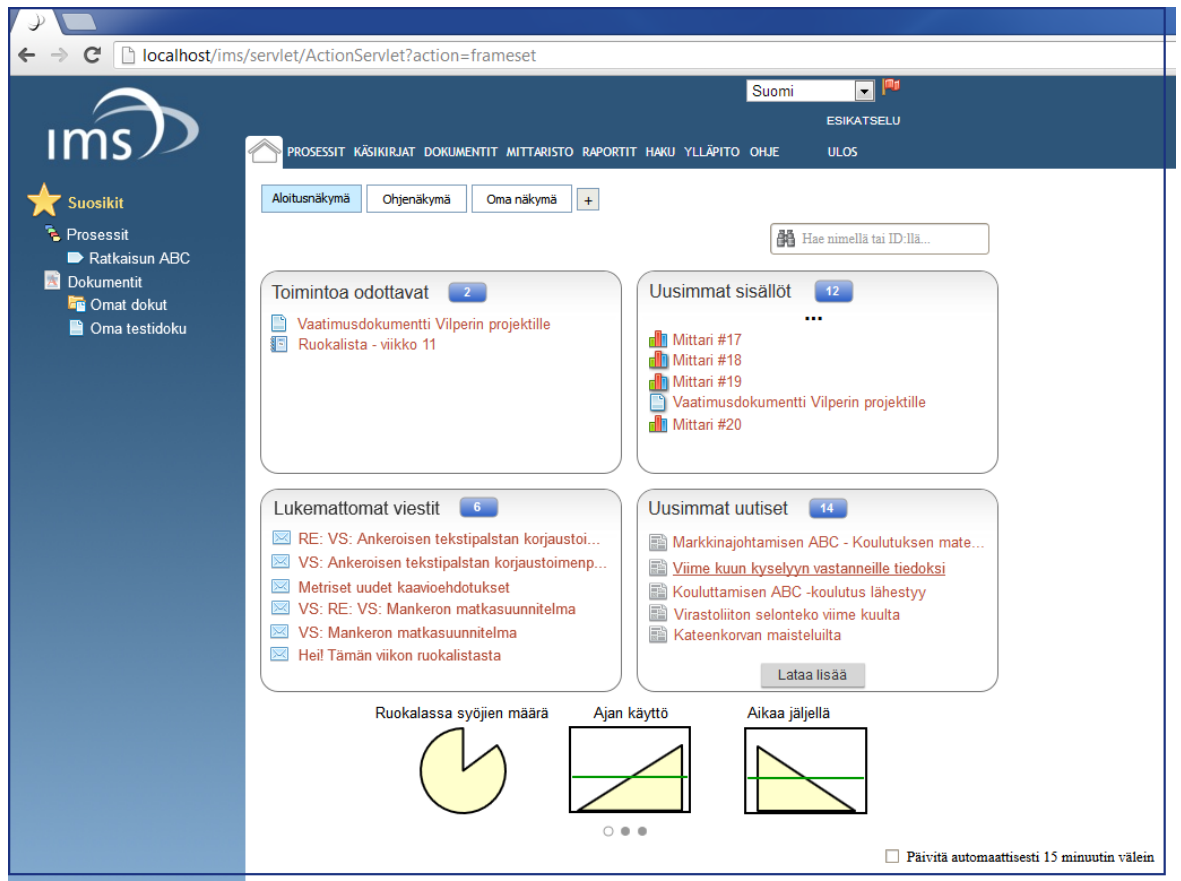 localhost/ims/servlet/ActionServlet?action=frameset
ims
Suomi
ESIKATSELU
PROSESSIT KÄSIKIRJAT DOKUMENTIT MITTARISTO RAPORTIT HAKU YLLÄPITO OHJE ULOS
Suosikit
Prosessit
Ratkaisun ABC
Dokumentit
Omat dokut
Oma testidoku
Aloitusnäkymä Ohjenäkymä Oma näkymä +
Hae nimellä tai ID:llä...
Toimintoa odottavat 2
Vaatimusdokumentti Vilperin projektille
Ruokalista - viikko 11
Uusimmat sisällöt 12
...
Mittari #17
Mittari #18
Mittari #19
Vaatimusdokumentti Vilperin projektille
Mittari #20
Lukemattomat viestit 6
RE: VS: Ankeroisen tekstipalstan korjaustoi...
VS: Ankeroisen tekstipalstan korjaustoimenp...
Metriset uudet kaavioehdotukset
VS: RE: VS: Mankeron matkasuunnitelma
VS: Mankeron matkasuunnitelma
Hei! Tämän viikon ruokalistasta
Uusimmat uutiset 14
Markkinajohtamisen ABC - Koulutuksen mate...
Viime kuun kyselyyn vastanneille tiedoksi
Kouluttamisen ABC -koulutus lähestyy
Virastoliiton selonteko viime kuulta
Kateenkorvan maisteluilta
Lataa lisää
Ruokalassa syöjien määrä Ajan käyttö Aikaa jäljellä
Päivitä automaattisesti 15 minuutin välein